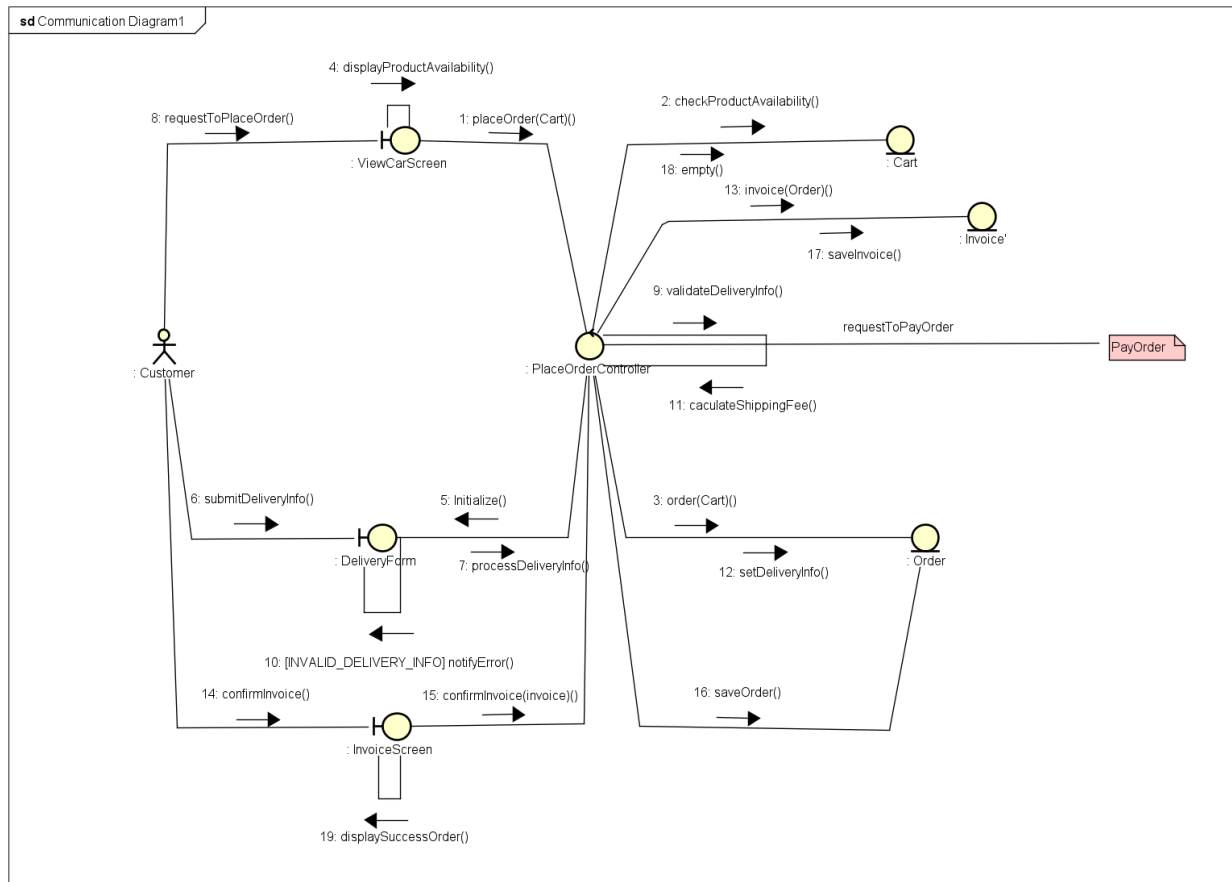 sd Communication Diagram1
4: displayProductAvailability()
8: requestToPlaceOrder()
1: placeOrder(Cart)()
2: checkProductAvailability()
: ViewCarScreen
: Cart
18: empty()
13: invoice(Order)()
: Invoice'
17: saveInvoice()
9: validateDeliveryInfo()
requestToPayOrder
PayOrder
: Customer
: PlaceOrderController
11: caculateShippingFee()
6: submitDeliveryInfo()
5: Initialize()
3: order(Cart)()
: DeliveryForm
7: processDeliveryInfo()
12: setDeliveryInfo()
: Order
10: [INVALID_DELIVERY_INFO] notifyError()
14: confirmInvoice()
15: confirmInvoice(invoice)()
16: saveOrder()
: InvoiceScreen
19: displaySuccessOrder()